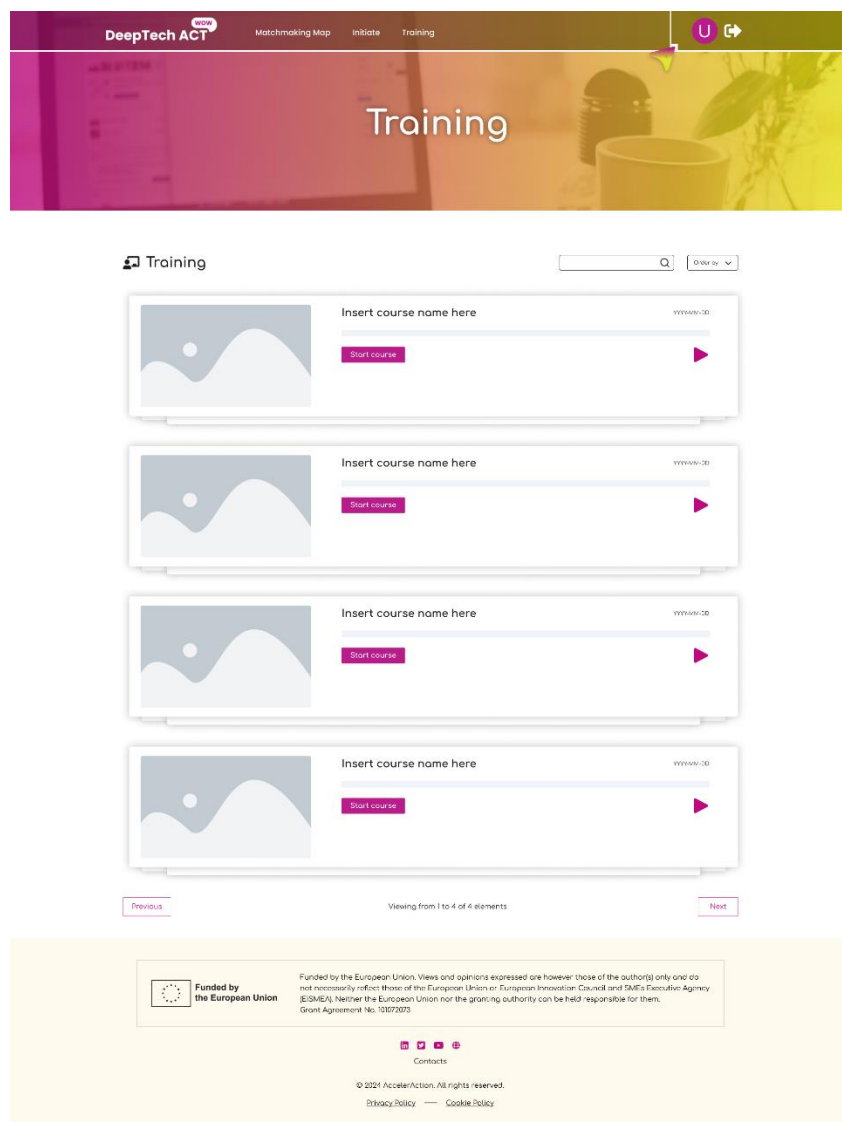 WOW
DeepTech ACT
Matchmaking Map
Initiate
Training
U
Training
Training
Order by
Insert course name here
YYYY-MM-DD
Start course
Insert course name here
YYYY-MM-DD
Start course
Insert course name here
YYYY-MM-DD
Start course
Insert course name here
YYYY-MM-DD
Start course
Previous
Viewing from 1 to 4 of 4 elements
Next
Funded by
the European Union
Funded by the European Union. Views and opinions expressed are however those of the author(s) only and do
not necessarily reflect those of the European Union or European Innovation Council and SMEs Executive Agency
(EISMEA). Neither the European Union nor the granting authority can be held responsible for them.
Grant Agreement No. 101072073
Contacts
© 2024 AccelerAction. All rights reserved.
Privacy Policy — Cookie Policy